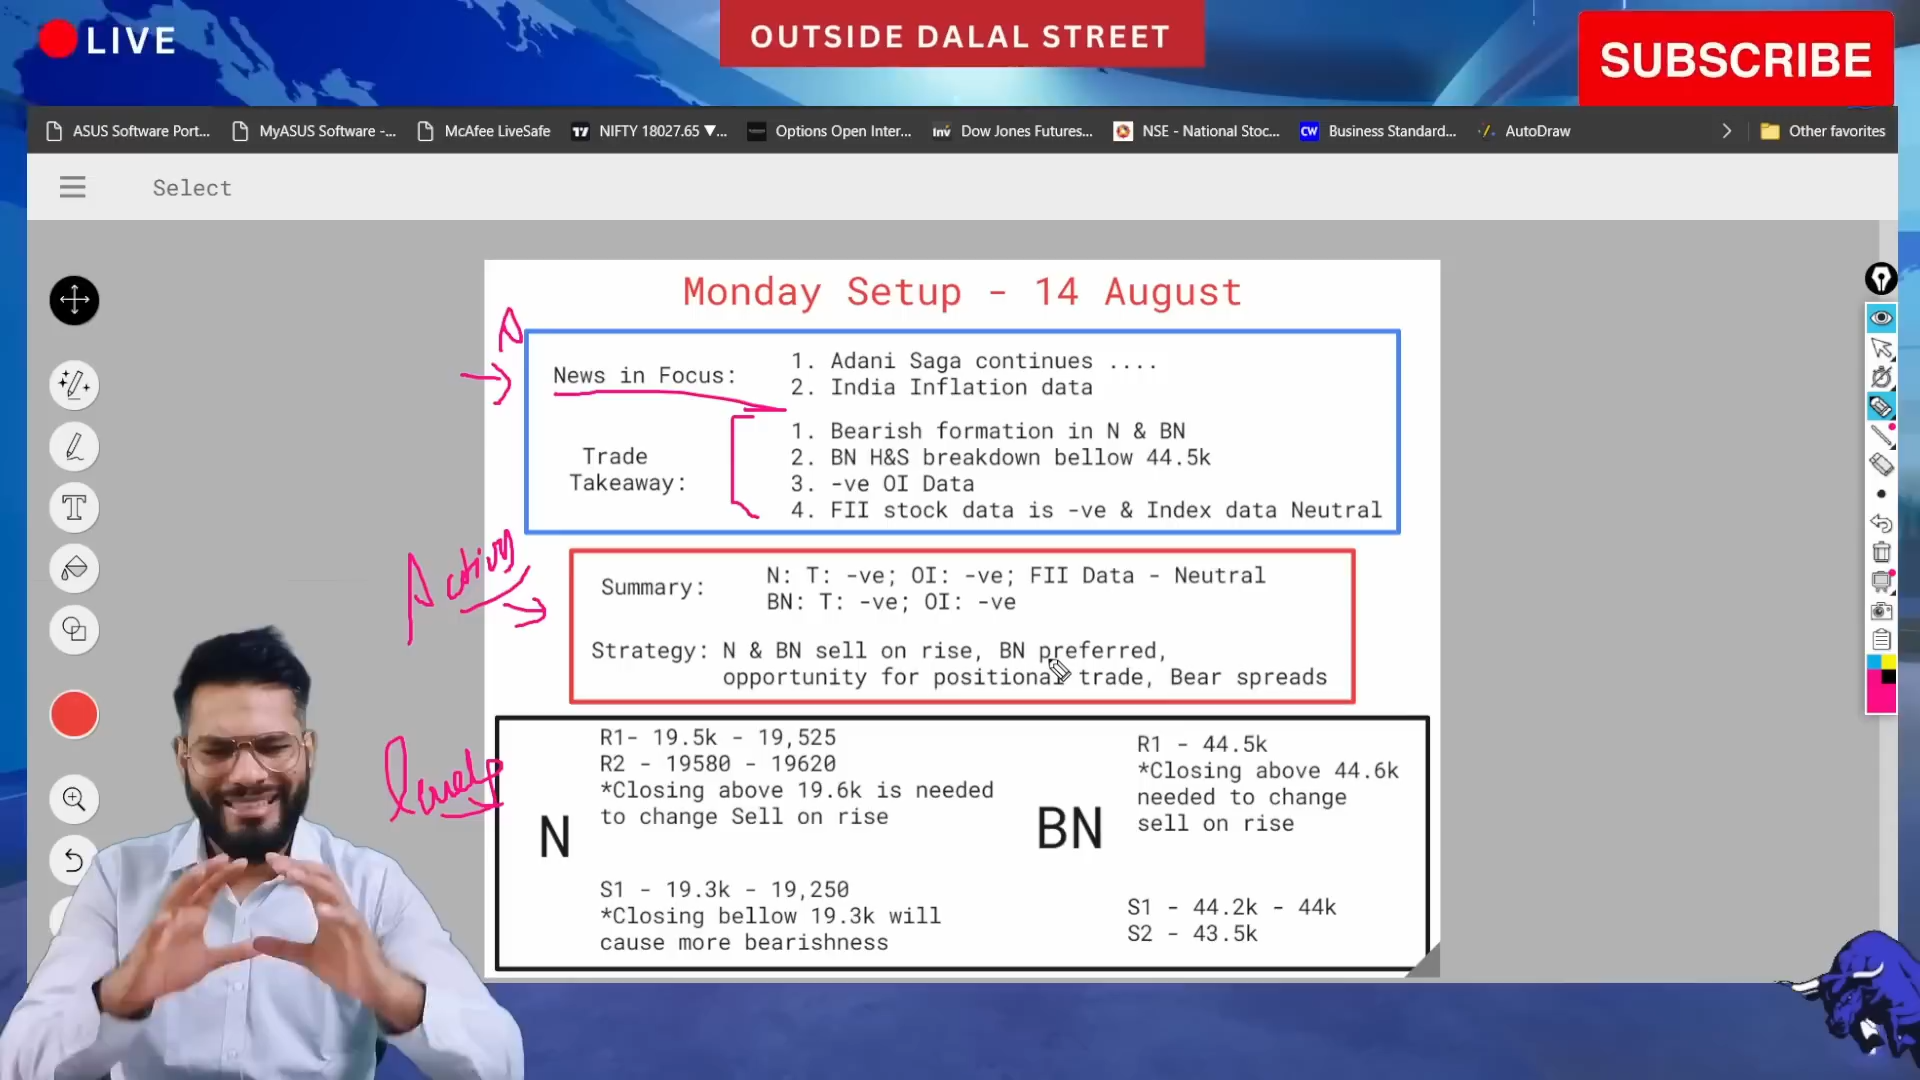 LIVE
OUTSIDE DALAL STREET
SUBSCRIBE
ASUS Software Port...
MyASUS Software -...
McAfee LiveSafe
NIFTY 18027.65 ▼...
Options Open Inter...
inv Dow Jones Futures...
NSE - National Stoc...
CW Business Standard...
AutoDraw
Other favorites
Select
Monday Setup - 14 August
News in Focus:
1. Adani Saga continues ....
2. India Inflation data
Trade
Takeaway:
1. Bearish formation in N & BN
2. BN H&S breakdown bellow 44.5k
3. -ve OI Data
4. FII stock data is -ve & Index data Neutral
Summary:
N: T: -ve; OI: -ve; FII Data - Neutral
BN: T: -ve; OI: -ve
Strategy: N & BN sell on rise, BN preferred,
opportunity for positional trade, Bear spreads
levels
N
R1- 19.5k - 19,525
R2 - 19580 - 19620
*Closing above 19.6k is needed
to change Sell on rise
S1 - 19.3k - 19,250
*Closing bellow 19.3k will
cause more bearishness
BN
R1 - 44.5k
*Closing above 44.6k
needed to change
sell on rise
S1 - 44.2k - 44k
S2 - 43.5k